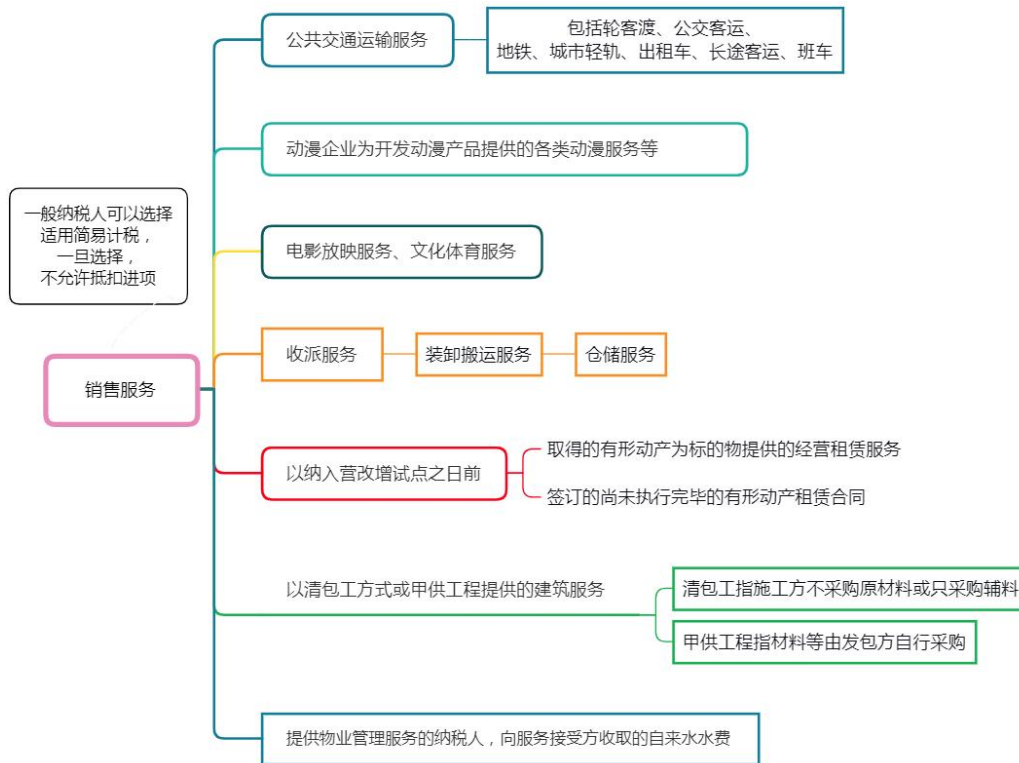 公共交通运输服务
包括轮客渡、公交客运、
地铁、城市轻轨、出租车、长途客运、班车
动漫企业为开发动漫产品提供的各类动漫服务等
一般纳税人可以选择
适用简易计税，
一旦选择，
不允许抵扣进项
电影放映服务、文化体育服务
收派服务
装卸搬运服务
仓储服务
销售服务
以纳入营改增试点之日前
取得的有形动产为标的物提供的经营租赁服务
签订的尚未执行完毕的有形动产租赁合同
以清包工方式或甲供工程提供的建筑服务
清包工指施工方不采购原材料或只采购辅料
甲供工程指材料等由发包方自行采购
提供物业管理服务的纳税人，向服务接受方收取的自来水水费